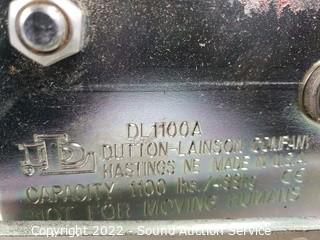 DL1100A
DUTTON-LAINSON COMPANY
HASTINGS NE MADE IN U.S.A.
CAPACITY 1100 lbs. CE
NOT FOR MOVING HUMANS
Copyright 2022 - Sound Auction Service